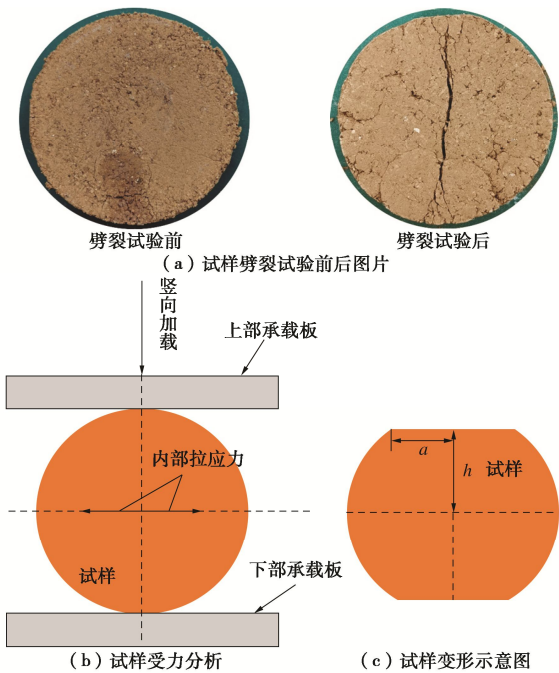 劈裂试验前 劈裂试验后
(a)试样劈裂试验前后图片
竖向加载
上部承载板
内部拉应力
试样
下部承载板
(b)试样受力分析
a
h 试样
(c)试样变形示意图